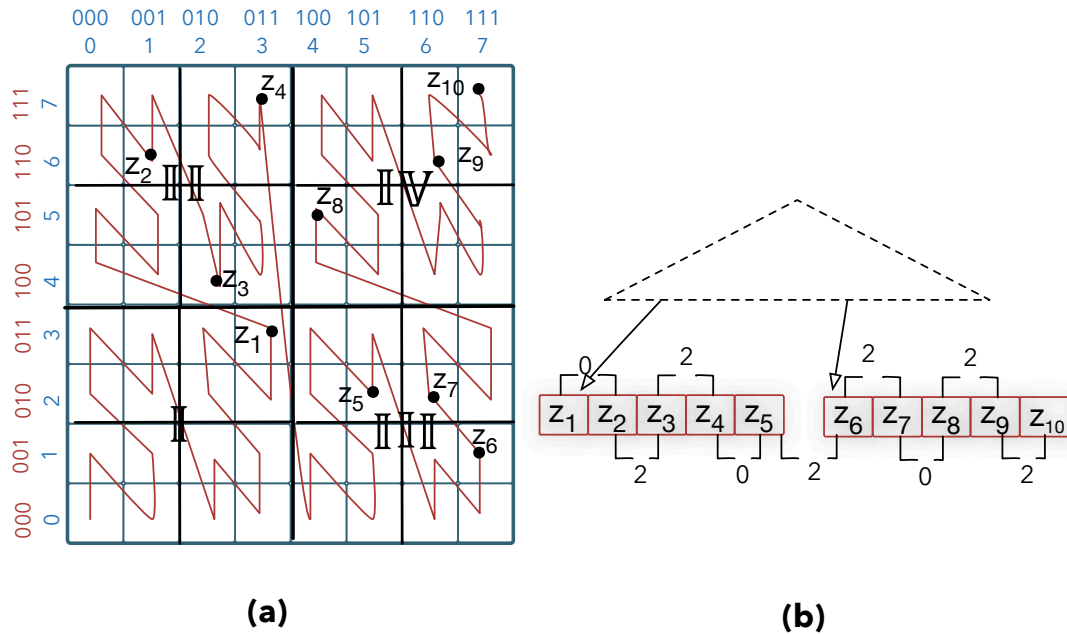 000 001 010 011 100 101 110 111
0 1 2 3 4 5 6 7
111 7
110 6
101 5
100 4
011 3
010 2
001 1
000 0
z10
z4
z2
z9
II
IV
z8
z3
z1
z5
z7
I
III
z6
(a)
0 2 2 2
z1 z2 z3 z4 z5 z6 z7 z8 z9 z10
2 0 2 0 2
(b)